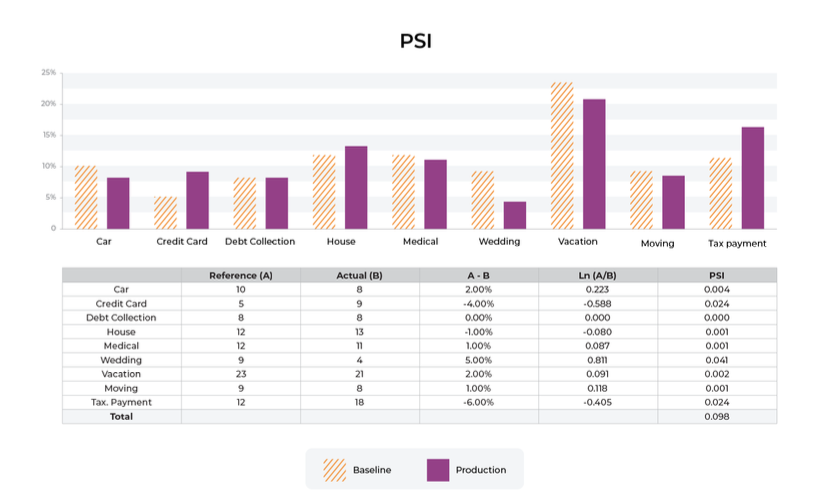 PSI
25%
20%
15%
10%
5%
0
Car Credit Card Debt Collection House Medical Wedding Vacation Moving Tax payment
Reference (A) Actual (B) A - B Ln (A/B) PSI
Car 10 8 2.00% 0.223 0.004
Credit Card 5 9 -4.00% -0.588 0.024
Debt Collection 8 8 0.00% 0.000 0.000
House 12 13 -1.00% -0.080 0.001
Medical 12 11 1.00% 0.087 0.001
Wedding 9 4 5.00% 0.811 0.041
Vacation 23 21 2.00% 0.091 0.002
Moving 9 8 1.00% 0.118 0.001
Tax. Payment 12 18 -6.00% -0.405 0.024
Total 0.098
Baseline Production